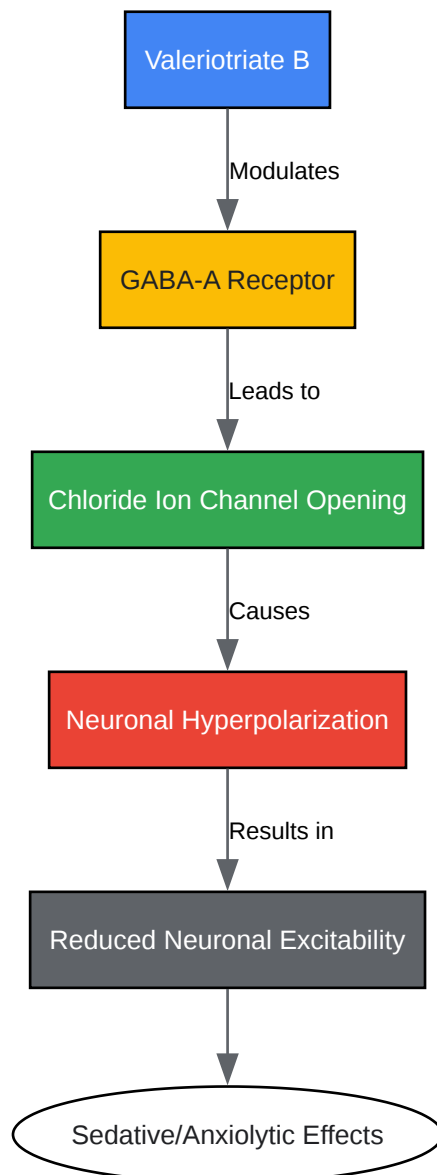 Valeriotriate B
Modulates
GABA-A Receptor
Leads to
Chloride Ion Channel Opening
Causes
Neuronal Hyperpolarization
Results in
Reduced Neuronal Excitability
Sedative/Anxiolytic Effects